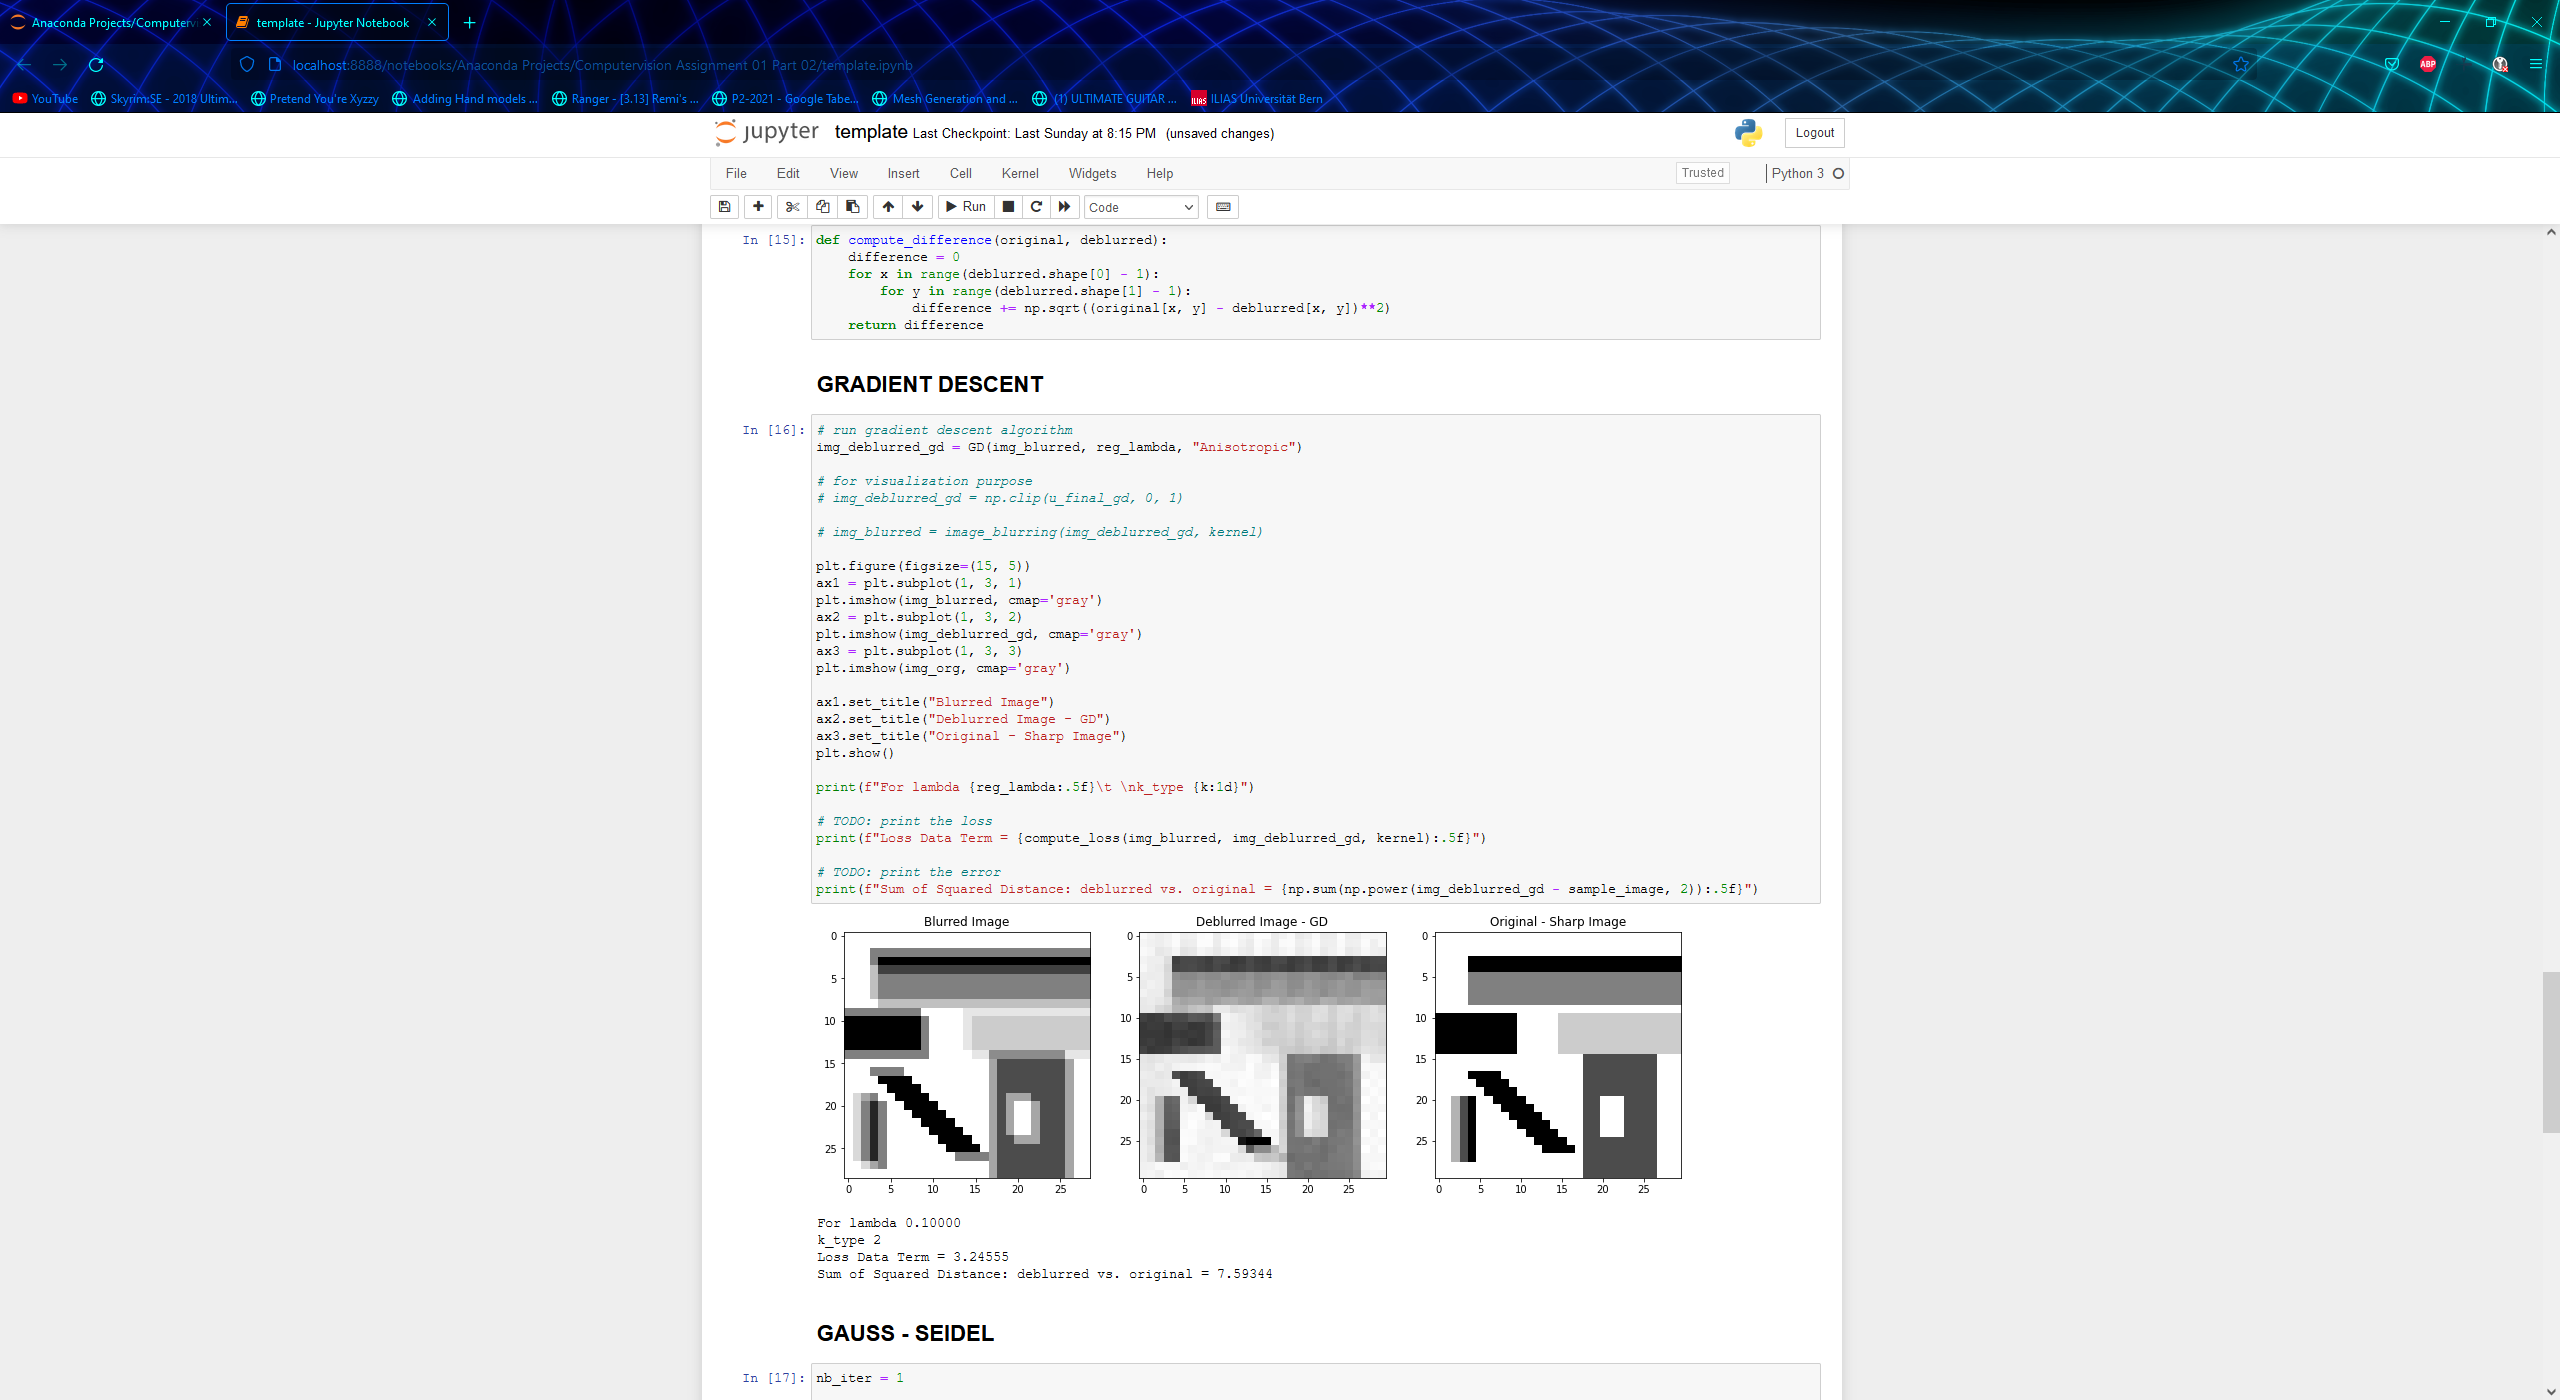 Anaconda Projects/Computervi
template - Jupyter Notebook
localhost:8888/notebooks/Anaconda Projects/Computervision Assignment 01 Part 02/template.ipynb
ABP
YouTube
Skyrim:SE - 2018 Ultim...
Pretend You're Xyzzy
Adding Hand models ...
Ranger - [3.13] Remi's ...
P2-2021 - Google Tabe...
Mesh Generation and ...
(1) ULTIMATE GUITAR ...
ILIAS Universität Bern
jupyter template Last Checkpoint: Last Sunday at 8:15 PM (unsaved changes)
Logout
File Edit View Insert Cell Kernel Widgets Help
Trusted
Python 3
Run
Code
In [15]: def compute_difference(original, deblurred):
    difference = 0
    for x in range(deblurred.shape[0] - 1):
        for y in range(deblurred.shape[1] - 1):
            difference += np.sqrt((original[x, y] - deblurred[x, y])**2)
    return difference
GRADIENT DESCENT
In [16]: # run gradient descent algorithm
img_deblurred_gd = GD(img_blurred, reg_lambda, "Anisotropic")
# for visualization purpose
# img_deblurred_gd = np.clip(u_final_gd, 0, 1)
# img_blurred = image_blurring(img_deblurred_gd, kernel)
plt.figure(figsize=(15, 5))
ax1 = plt.subplot(1, 3, 1)
plt.imshow(img_blurred, cmap='gray')
ax2 = plt.subplot(1, 3, 2)
plt.imshow(img_deblurred_gd, cmap='gray')
ax3 = plt.subplot(1, 3, 3)
plt.imshow(img_org, cmap='gray')
ax1.set_title("Blurred Image")
ax2.set_title("Deblurred Image - GD")
ax3.set_title("Original - Sharp Image")
plt.show()
print(f"For lambda {reg_lambda:.5f}\t \nk_type {k:1d}")
# TODO: print the loss
print(f"Loss Data Term = {compute_loss(img_blurred, img_deblurred_gd, kernel):.5f}")
# TODO: print the error
print(f"Sum of Squared Distance: deblurred vs. original = {np.sum(np.power(img_deblurred_gd - sample_image, 2)):.5f}")
Blurred Image
0
5
10
15
20
25
0 5 10 15 20 25
Deblurred Image - GD
0
5
10
15
20
25
0 5 10 15 20 25
Original - Sharp Image
0
5
10
15
20
25
0 5 10 15 20 25
For lambda 0.10000
k_type 2
Loss Data Term = 3.24555
Sum of Squared Distance: deblurred vs. original = 7.59344
GAUSS - SEIDEL
In [17]: nb_iter = 1